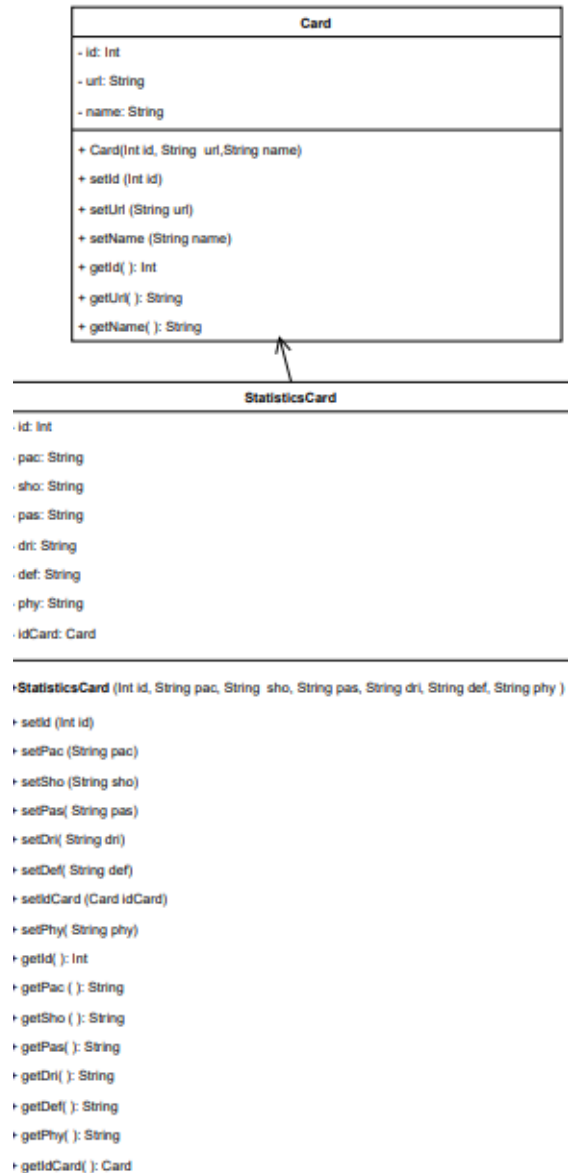 Card
- id: Int
- url: String
- name: String
+ Card(Int id, String url,String name)
+ setId (Int id)
+ setUrl (String url)
+ setName (String name)
+ getId( ): Int
+ getUrl( ): String
+ getName( ): String
StatisticsCard
- id: Int
- pac: String
- sho: String
- pas: String
- dri: String
- def: String
- phy: String
- idCard: Card
+StatisticsCard (Int id, String pac, String sho, String pas, String dri, String def, String phy )
+ setId (Int id)
+ setPac (String pac)
+ setSho (String sho)
+ setPas( String pas)
+ setDri( String dri)
+ setDef( String def)
+ setIdCard (Card idCard)
+ setPhy( String phy)
+ getId( ): Int
+ getPac ( ): String
+ getSho ( ): String
+ getPas( ): String
+ getDri( ): String
+ getDef( ): String
+ getPhy( ): String
+ getIdCard( ): Card